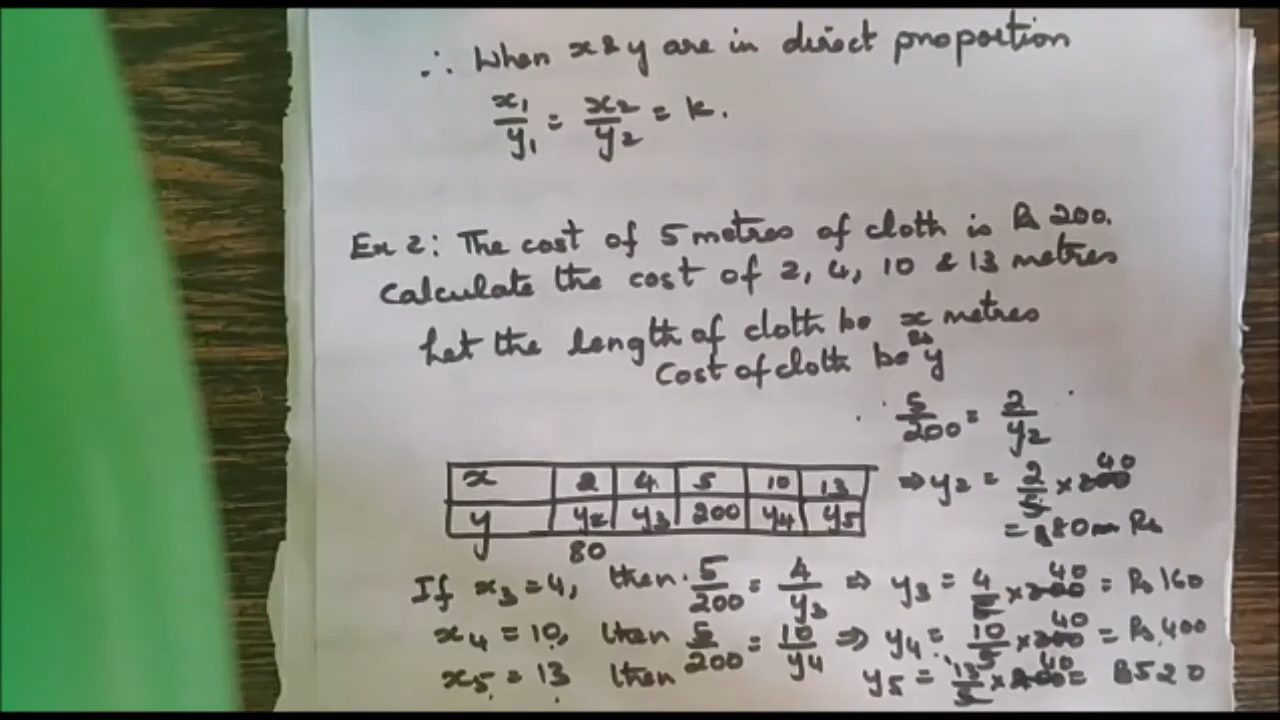 ∴ When x & y are in direct proportion
x₁/y₁ = x₂/y₂ = k.
Ex 2: The cost of 5 metres of cloth is Rs 200.
Calculate the cost of 2, 4, 10 & 13 metres
Let the length of cloth be x metres
Cost of cloth be Rs y
5/200 = 2/y₂
⇒ y₂ = 2/5 × 200 40
= 80 Rs
x 2 4 5 10 13
y y₂ y₃ 200 y₄ y₅
80
If x₃ = 4, then 5/200 = 4/y₃ ⇒ y₃ = 4/5 × 200 40 = Rs 160
x₄ = 10, then 5/200 = 10/y₄ ⇒ y₄ = 10/5 × 200 40 = Rs 400
x₅ = 13 then y₅ = 13/5 × 200 40 = Rs 520